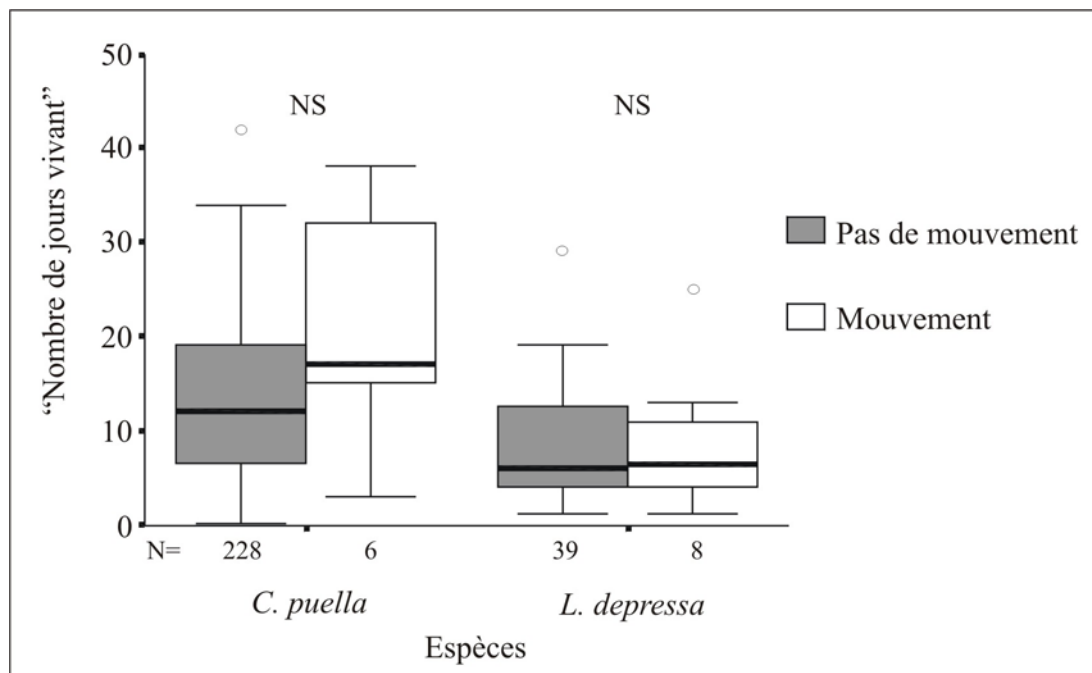 50
40
30
20
10
0
“Nombre de jours vivant”
NS NS
Pas de mouvement
Mouvement
N= 228 6 39 8
C. puella L. depressa
Espèces